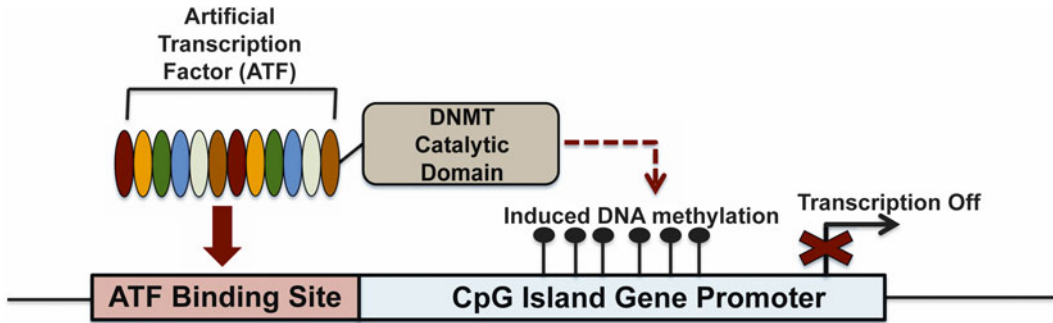 Artificial
Transcription
Factor (ATF)
DNMT
Catalytic
Domain
Induced DNA methylation
Transcription Off
ATF Binding Site
CpG Island Gene Promoter